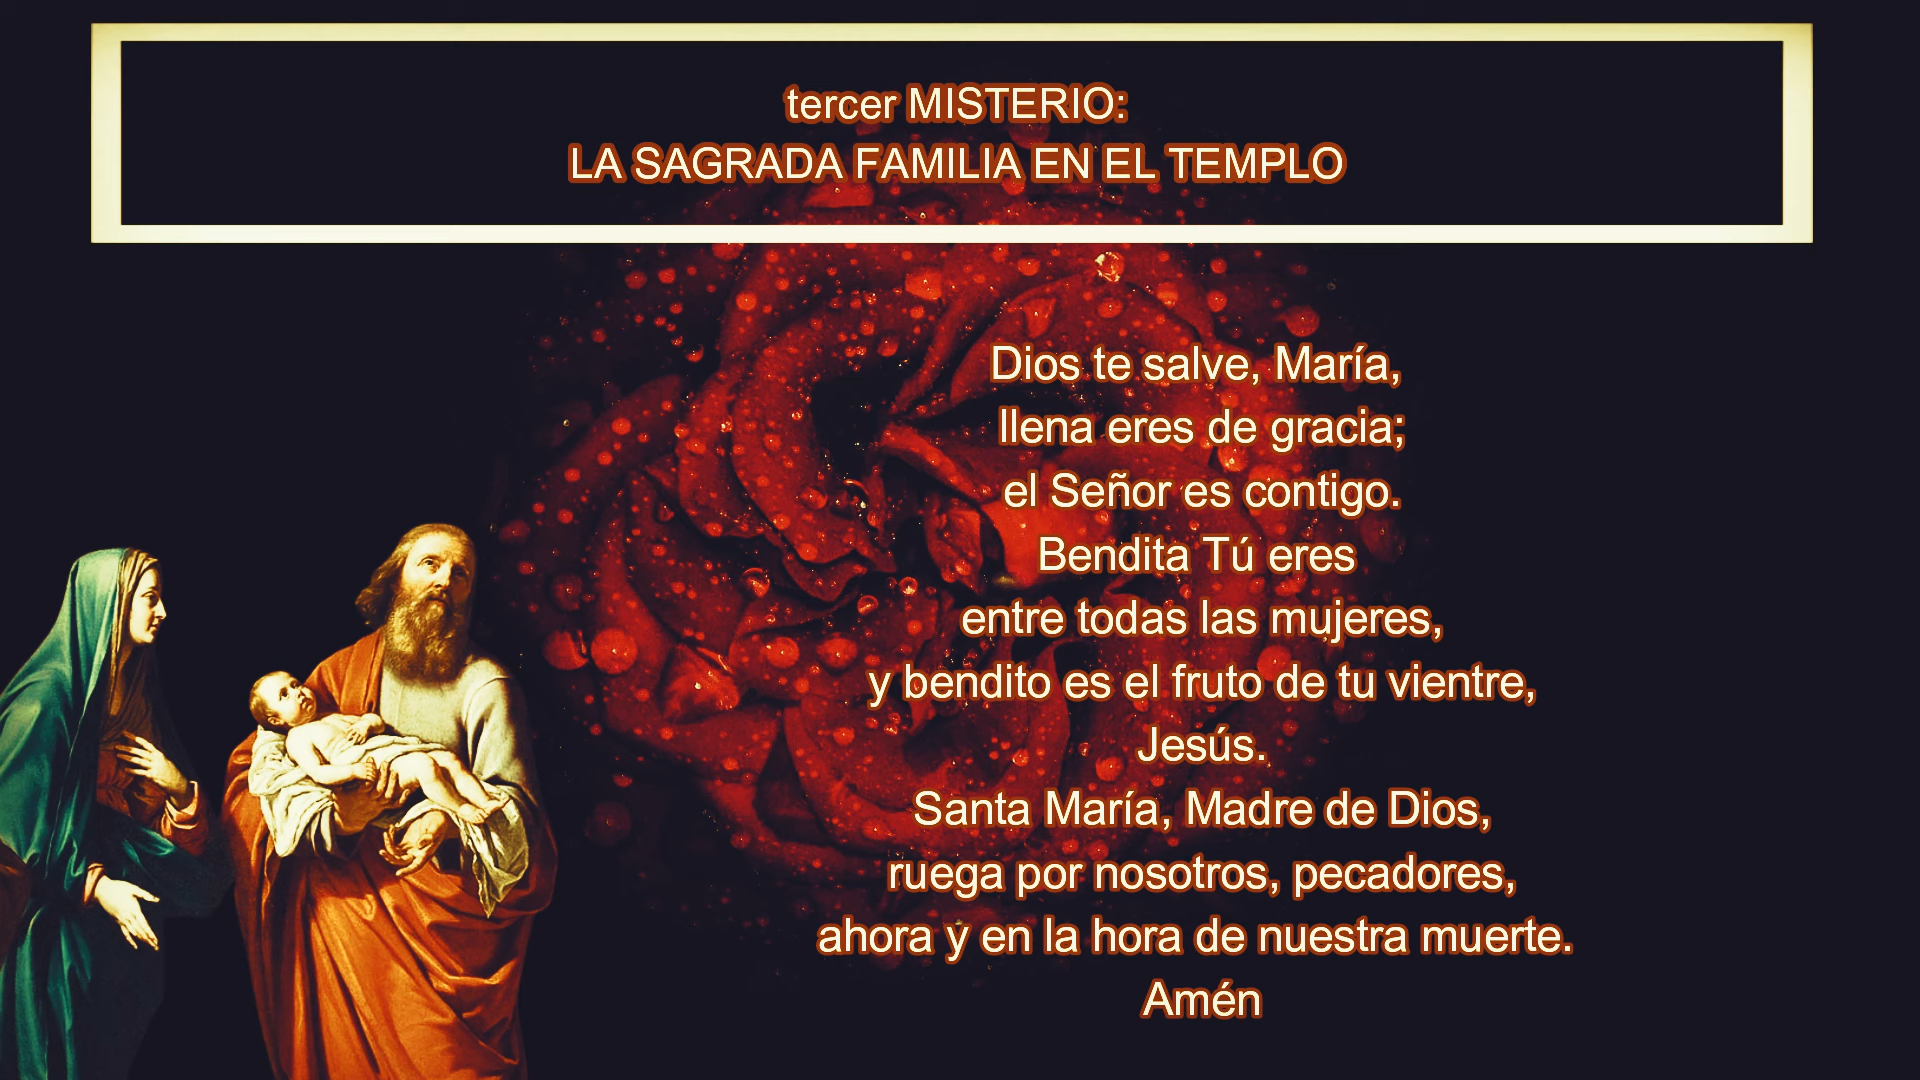 tercer MISTERIO:
LA SAGRADA FAMILIA EN EL TEMPLO
Dios te salve, María,
llena eres de gracia;
el Señor es contigo.
Bendita Tú eres
entre todas las mujeres,
y bendito es el fruto de tu vientre,
Jesús.
Santa María, Madre de Dios,
ruega por nosotros, pecadores,
ahora y en la hora de nuestra muerte.
Amén